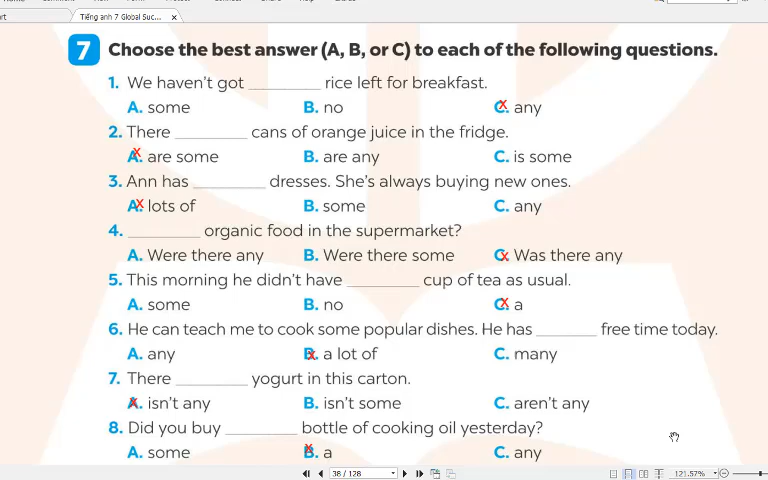 Tiếng anh 7 Global Suc...
7 Choose the best answer (A, B, or C) to each of the following questions.
1. We haven't got ________ rice left for breakfast.
A. some B. no C. any
2. There ________ cans of orange juice in the fridge.
A. are some B. are any C. is some
3. Ann has ________ dresses. She's always buying new ones.
A. lots of B. some C. any
4. ________ organic food in the supermarket?
A. Were there any B. Were there some C. Was there any
5. This morning he didn't have ________ cup of tea as usual.
A. some B. no C. a
6. He can teach me to cook some popular dishes. He has ______ free time today.
A. any B. a lot of C. many
7. There ________ yogurt in this carton.
A. isn't any B. isn't some C. aren't any
8. Did you buy ________ bottle of cooking oil yesterday?
A. some B. a C. any
38 / 128 121.57%